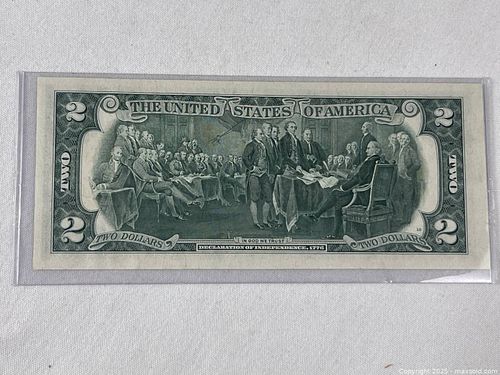 THE UNITED STATES OF AMERICA
2 2
TWO TWO
2 2
TWO DOLLARS TWO DOLLARS
IN GOD WE TRUST
DECLARATION OF INDEPENDENCE, 1776
Copyright 2025 - maxsold.com